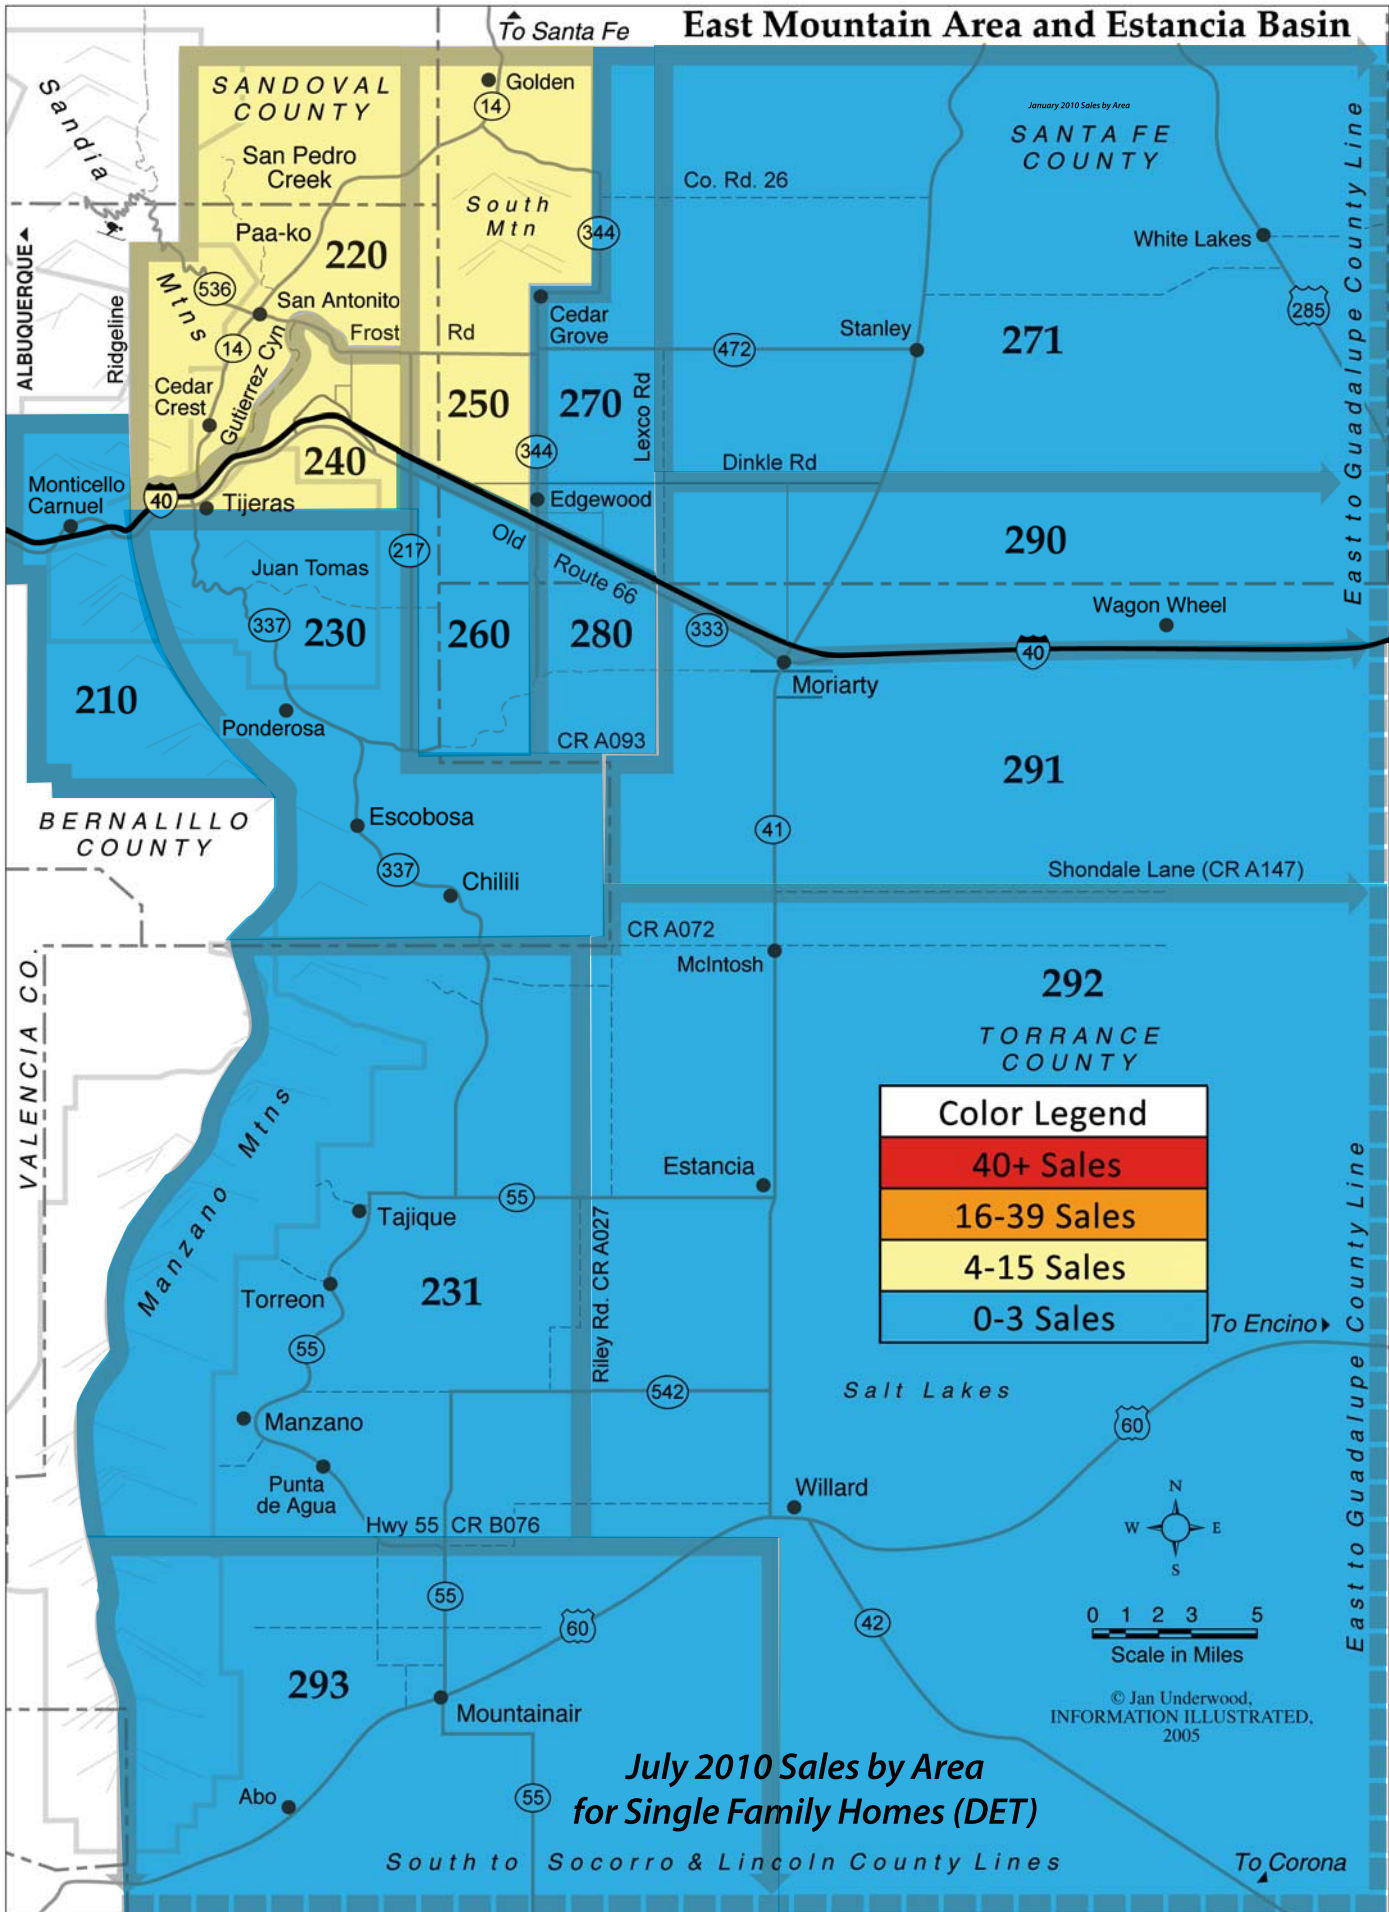 East Mountain Area and Estancia Basin
To Santa Fe
SANDOVAL
COUNTY
Golden
14
January 2010 Sales by Area
SANTA FE
COUNTY
Sandia
Mtns
San Pedro
Creek
Co. Rd. 26
South
Mtn
344
Paa-ko
220
White Lakes
ALBUQUERQUE
Ridgeline
536
San Antonito
285
Cedar
Grove
Frost
Rd
472
Stanley
271
14
Gutierrez Cyn
Cedar
Crest
250
270
Lexco Rd
East to Guadalupe County Line
240
344
Dinkle Rd
Monticello
Carnuel
40
Tijeras
Edgewood
Old
Route 66
290
217
Juan Tomas
337
230
260
280
333
Wagon Wheel
40
Moriarty
210
Ponderosa
CR A093
291
BERNALILLO
COUNTY
Escobosa
41
337
Chilili
Shondale Lane (CR A147)
CR A072
McIntosh
VALENCIA CO.
292
TORRANCE
COUNTY
Manzano Mtns
Color Legend
40+ Sales
16-39 Sales
4-15 Sales
0-3 Sales
Estancia
55
Tajique
Riley Rd. CR A027
231
Torreon
To Encino
East to Guadalupe County Line
55
542
Salt Lakes
Manzano
60
Punta
de Agua
Willard
N
W
E
S
Hwy 55
CR B076
55
60
42
0 1 2 3 5
Scale in Miles
293
Mountainair
© Jan Underwood,
INFORMATION ILLUSTRATED,
2005
July 2010 Sales by Area
for Single Family Homes (DET)
Abo
55
South to Socorro & Lincoln County Lines
To Corona